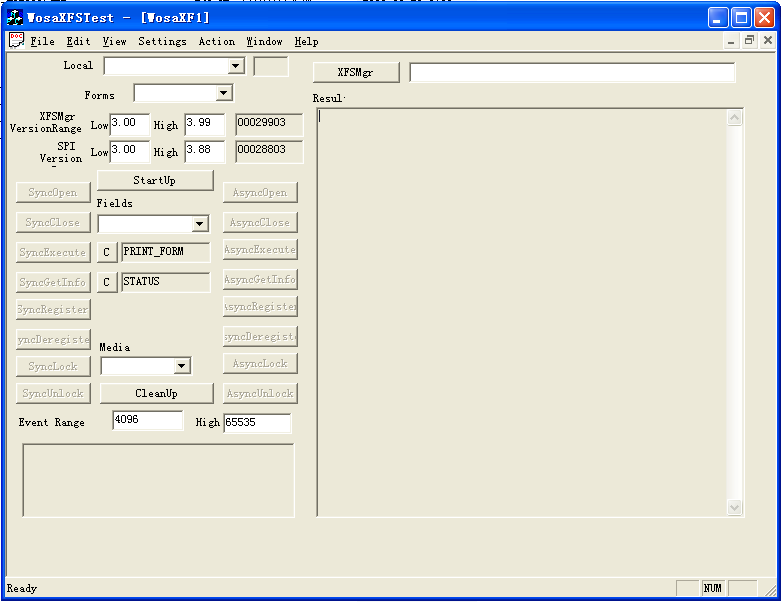 WosaXFSTest - [WosaXF1]
File Edit View Settings Action Window Help
Local
XFSMgr
Forms
Resul
XFSMgr
VersionRange Low 3.00 High 3.99 00029903
SPI
Version Low 3.00 High 3.88 00028803
StartUp
SyncOpen AsyncOpen
Fields
SyncClose AsyncClose
SyncExecute C PRINT_FORM AsyncExecute
SyncGetInfo C STATUS AsyncGetInfo
SyncRegister AsyncRegister
yncDeregiste syncDeregist
Media
SyncLock AsyncLock
SyncUnlock CleanUp AsyncUnlock
Event Range 4096 High 65535
Ready NUM